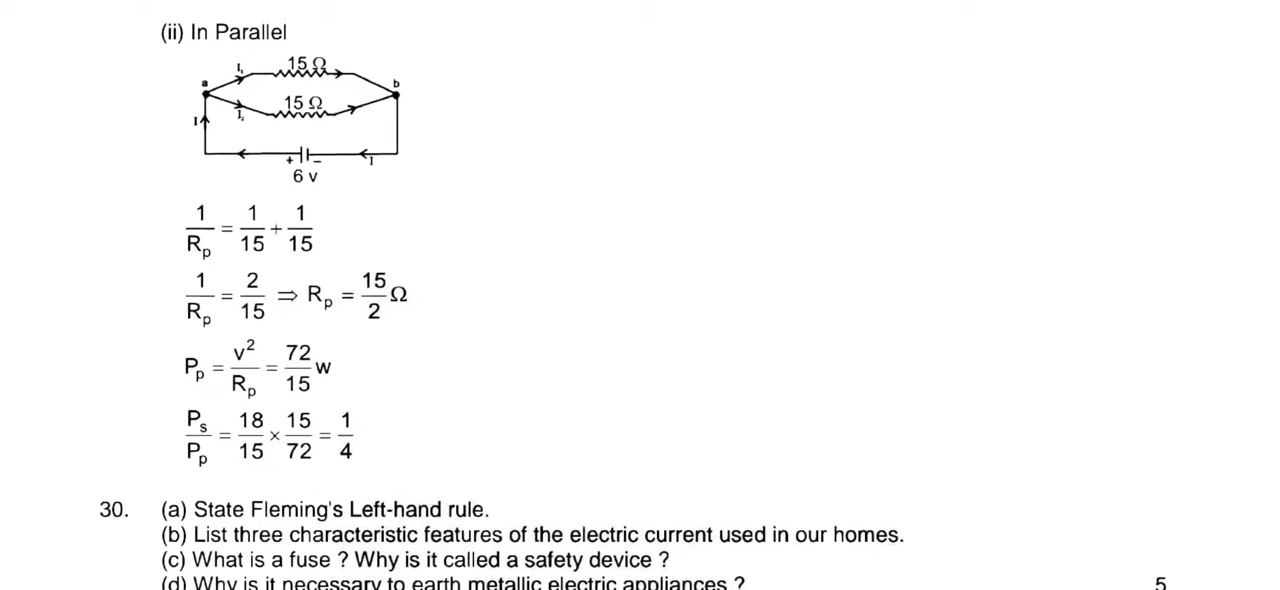 (ii) In Parallel
I₁ 15 Ω
a b
15 Ω
I I₂
+ − I
6 v
1/Rp = 1/15 + 1/15
1/Rp = 2/15 ⇒ Rp = 15/2 Ω
Pp = v²/Rp = 72/15 w
Ps/Pp = 18/15 × 15/72 = 1/4
30. (a) State Fleming's Left-hand rule.
(b) List three characteristic features of the electric current used in our homes.
(c) What is a fuse ? Why is it called a safety device ?
(d) Why is it necessary to earth metallic electric appliances ? 5